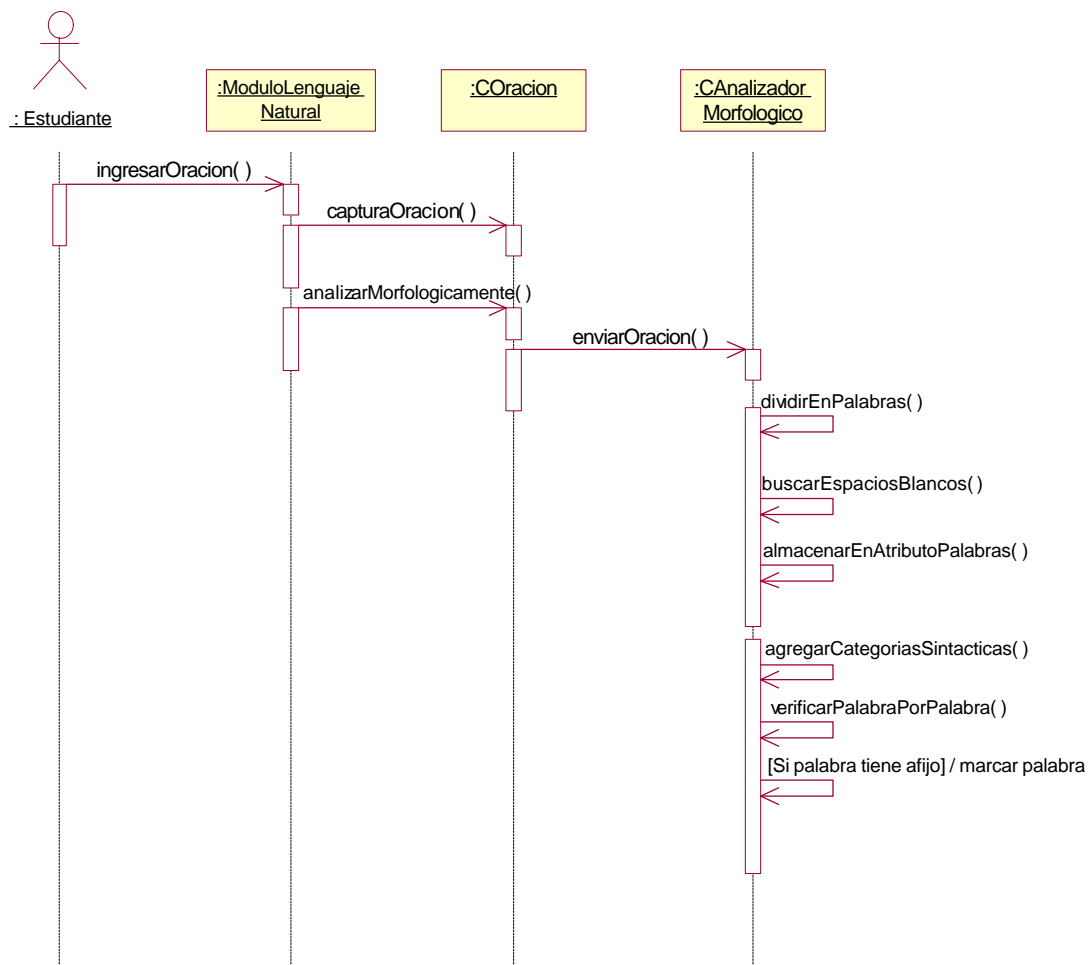 : Estudiante
:ModuloLenguaje
Natural
:COracion
:CAnalizador
Morfologico
ingresarOracion( )
capturaOracion( )
analizarMorfologicamente( )
enviarOracion( )
dividirEnPalabras( )
buscarEspaciosBlancos( )
almacenarEnAtributoPalabras( )
agregarCategoriasSintacticas( )
verificarPalabraPorPalabra( )
[Si palabra tiene afijo] / marcar palabra